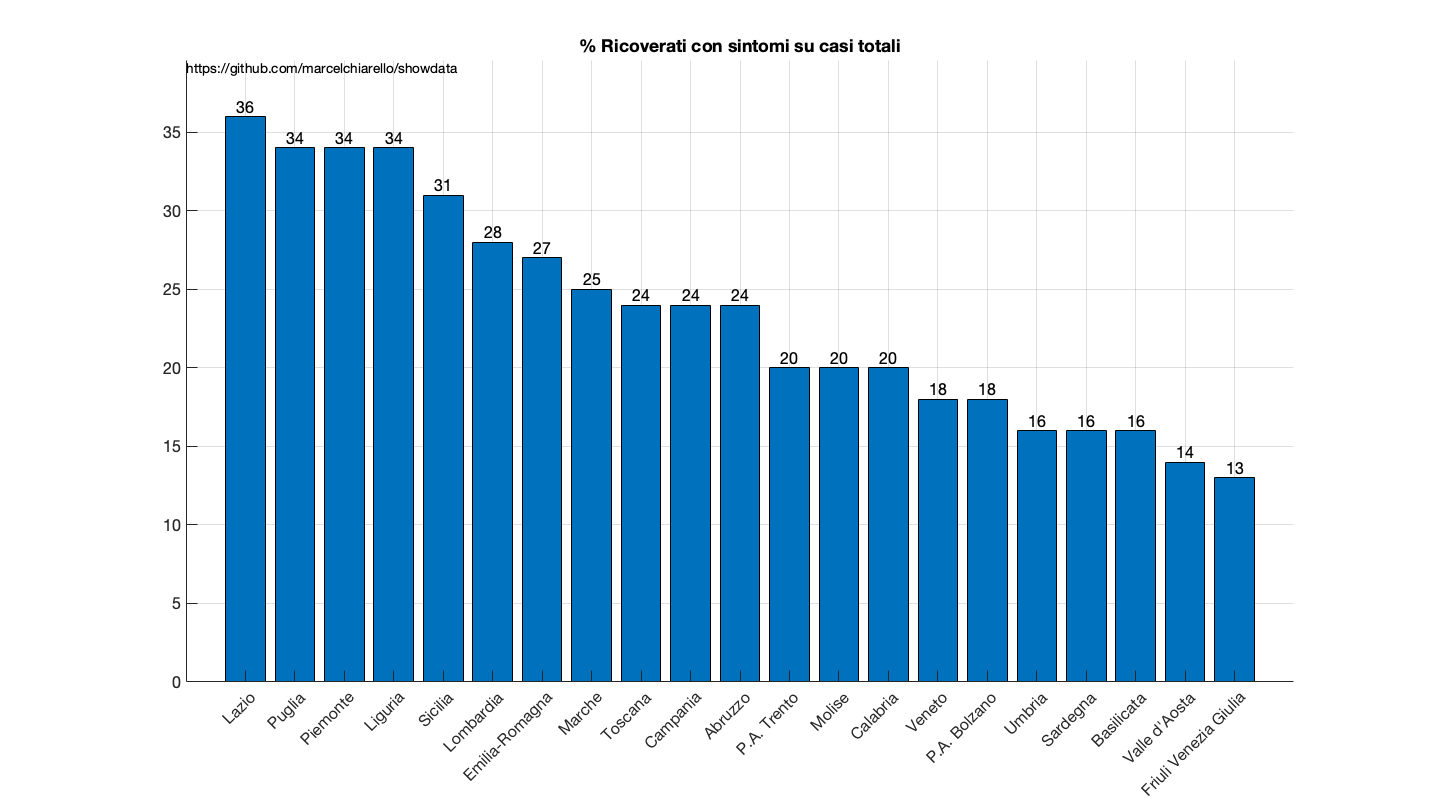 % Ricoverati con sintomi su casi totali
https://github.com/marcelchiarello/showdata
36
34
34
34
31
28
27
25
24
24
24
20
20
20
18
18
16
16
16
14
13
35
30
25
20
15
10
5
0
Lazio
Puglia
Piemonte
Liguria
Sicilia
Lombardia
Emilia-Romagna
Marche
Toscana
Campania
Abruzzo
P.A. Trento
Molise
Calabria
Veneto
P.A. Bolzano
Umbria
Sardegna
Basilicata
Valle d'Aosta
Friuli Venezia Giulia